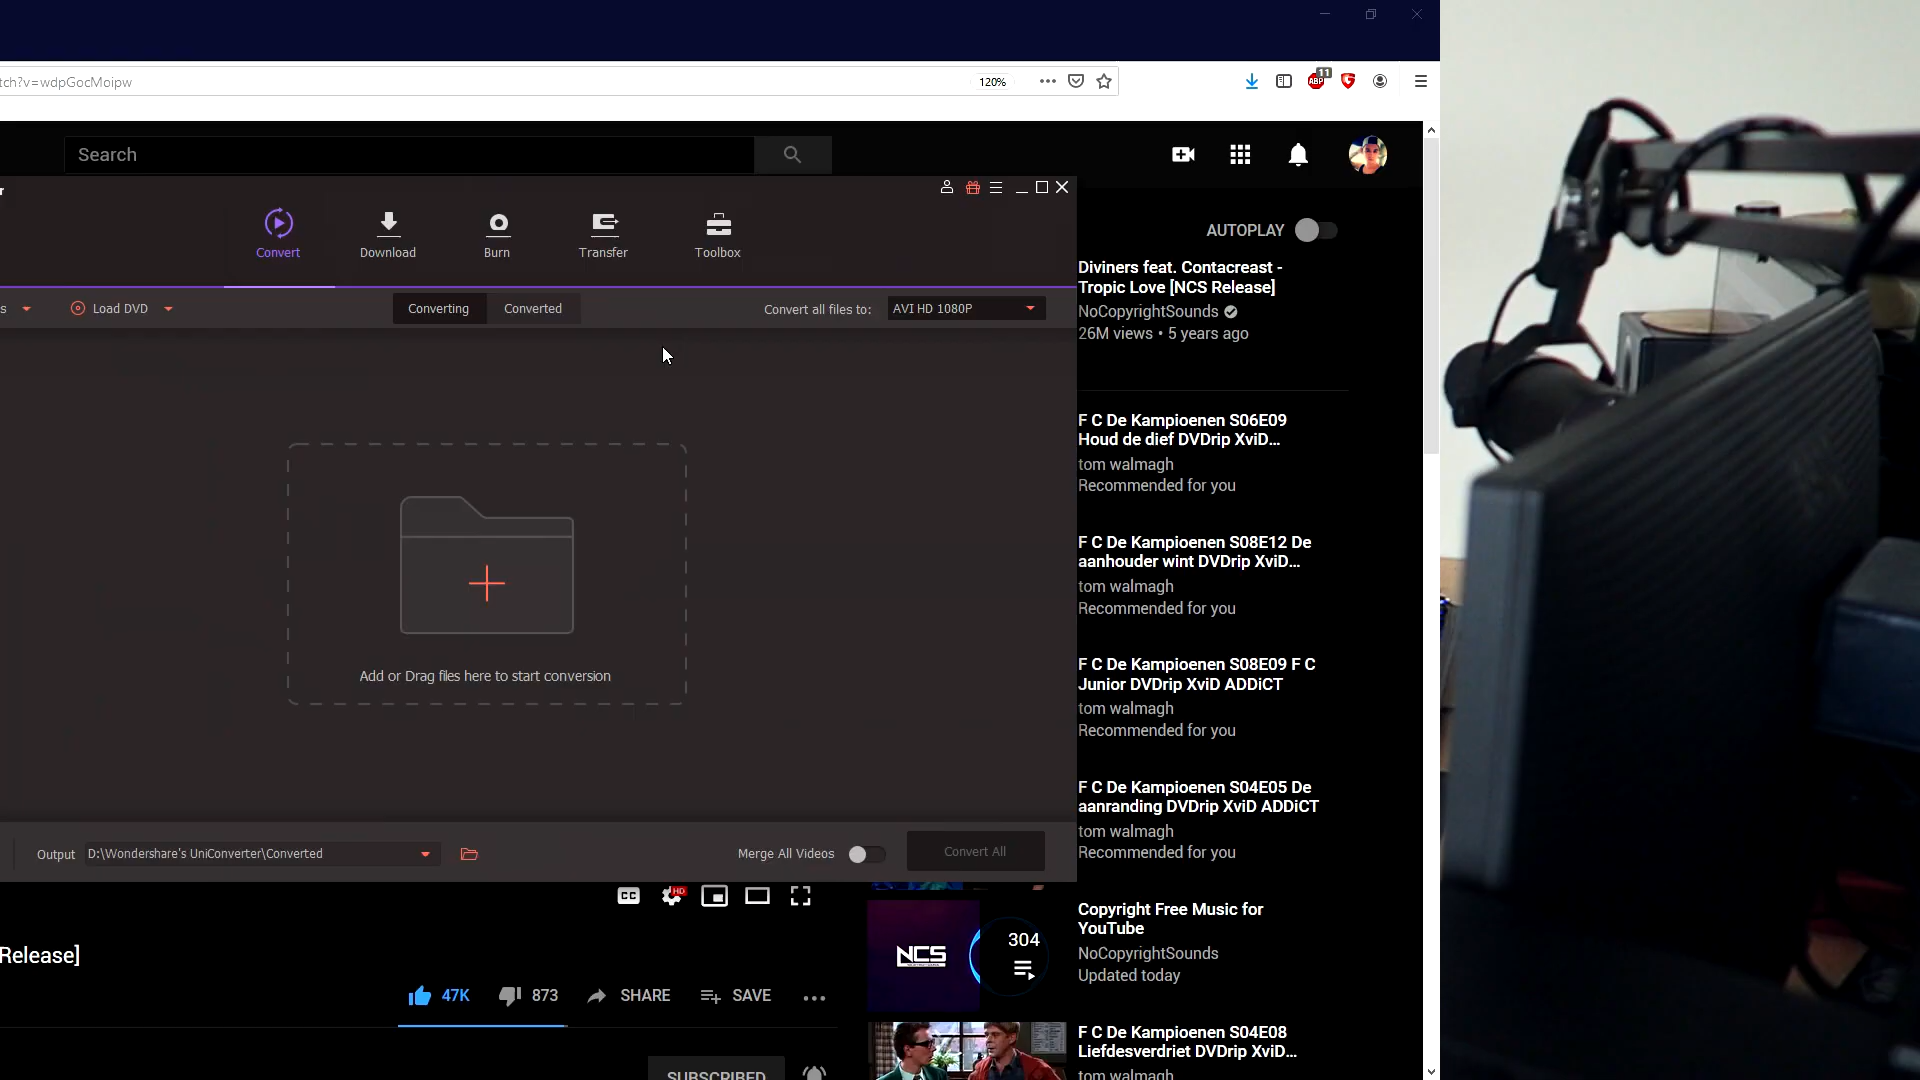 tch?v=wdpGocMoipw
120%
ABP
11
Search
r
Convert
Download
Burn
Transfer
Toolbox
s
Load DVD
Converting
Converted
Convert all files to:
AVI HD 1080P
Add or Drag files here to start conversion
Output
D:\Wondershare's UniConverter\Converted
Merge All Videos
Convert All
CC
HD
Release]
47K
873
SHARE
SAVE
SUBSCRIBED
AUTOPLAY
Diviners feat. Contacreast -
Tropic Love [NCS Release]
NoCopyrightSounds
26M views • 5 years ago
F C De Kampioenen S06E09
Houd de dief DVDrip XviD...
tom walmagh
Recommended for you
F C De Kampioenen S08E12 De
aanhouder wint DVDrip XviD...
tom walmagh
Recommended for you
F C De Kampioenen S08E09 F C
Junior DVDrip XviD ADDiCT
tom walmagh
Recommended for you
F C De Kampioenen S04E05 De
aanranding DVDrip XviD ADDiCT
tom walmagh
Recommended for you
NCS
304
Copyright Free Music for
YouTube
NoCopyrightSounds
Updated today
F C De Kampioenen S04E08
Liefdesverdriet DVDrip XviD...
tom walmagh